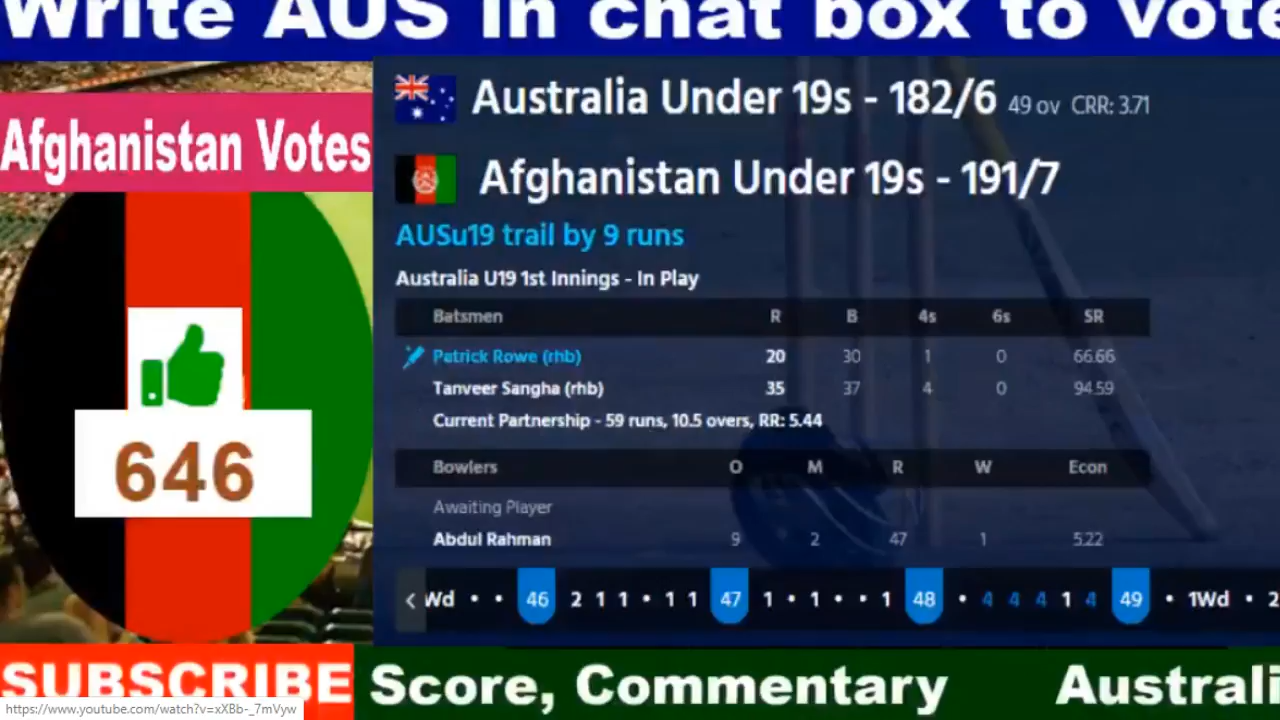 Write AUS in chat box to vote
Afghanistan Votes
646
Australia Under 19s - 182/6 49 ov CRR: 3.71
Afghanistan Under 19s - 191/7
AUSu19 trail by 9 runs
Australia U19 1st Innings - In Play
Batsmen R B 4s 6s SR
Patrick Rowe (rhb) 20 30 1 0 66.66
Tanveer Sangha (rhb) 35 37 4 0 94.59
Current Partnership - 59 runs, 10.5 overs, RR: 5.44
Bowlers O M R W Econ
Awaiting Player
Abdul Rahman 9 2 47 1 5.22
‹ Wd • • 46 2 1 1 • 1 1 47 1 • 1 • • 1 48 • 4 4 4 1 4 49 • 1Wd • 2
SUBSCRIBE Score, Commentary Australi
https://www.youtube.com/watch?v=xXBb-_7mVyw